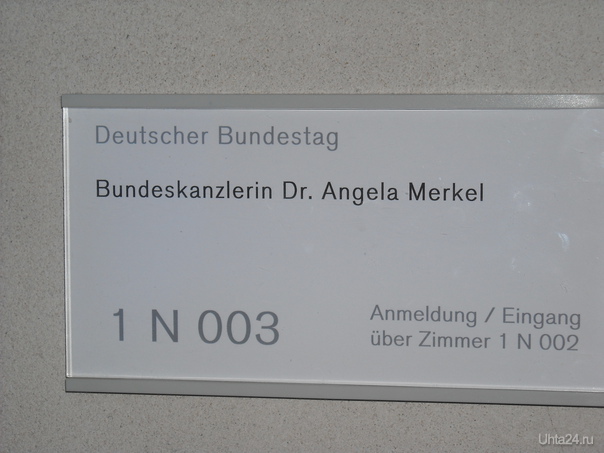 Deutscher Bundestag
Bundeskanzlerin Dr. Angela Merkel
1 N 003
Anmeldung / Eingang
über Zimmer 1 N 002
Uhta24.ru